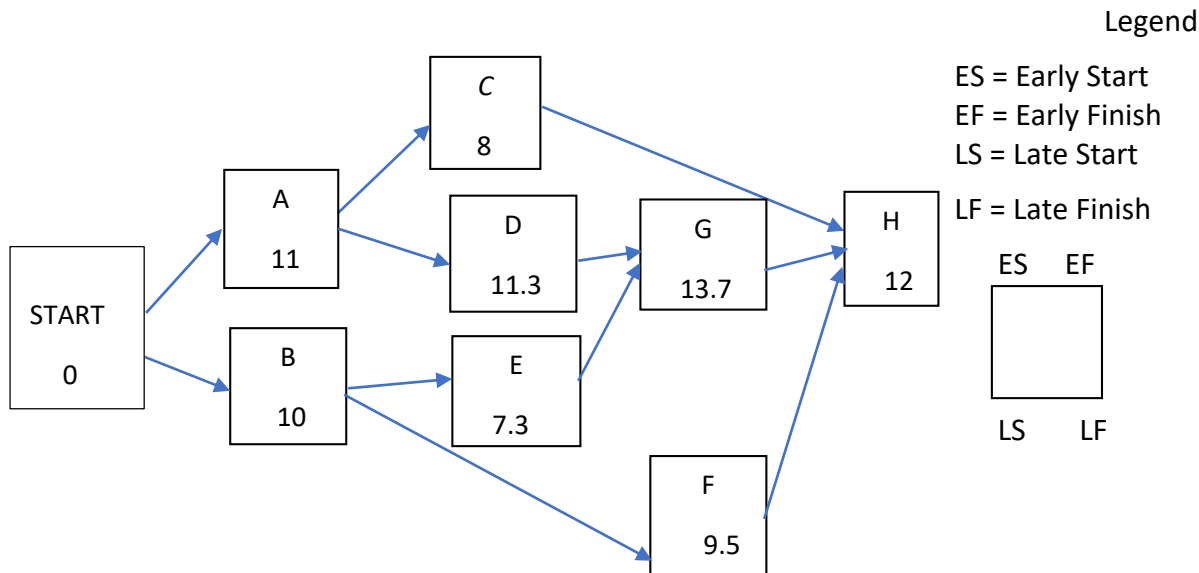 Legend
ES = Early Start
EF = Early Finish
LS = Late Start
LF = Late Finish
ES EF
LS LF
START
0
A
11
B
10
C
8
D
11.3
E
7.3
F
9.5
G
13.7
H
12